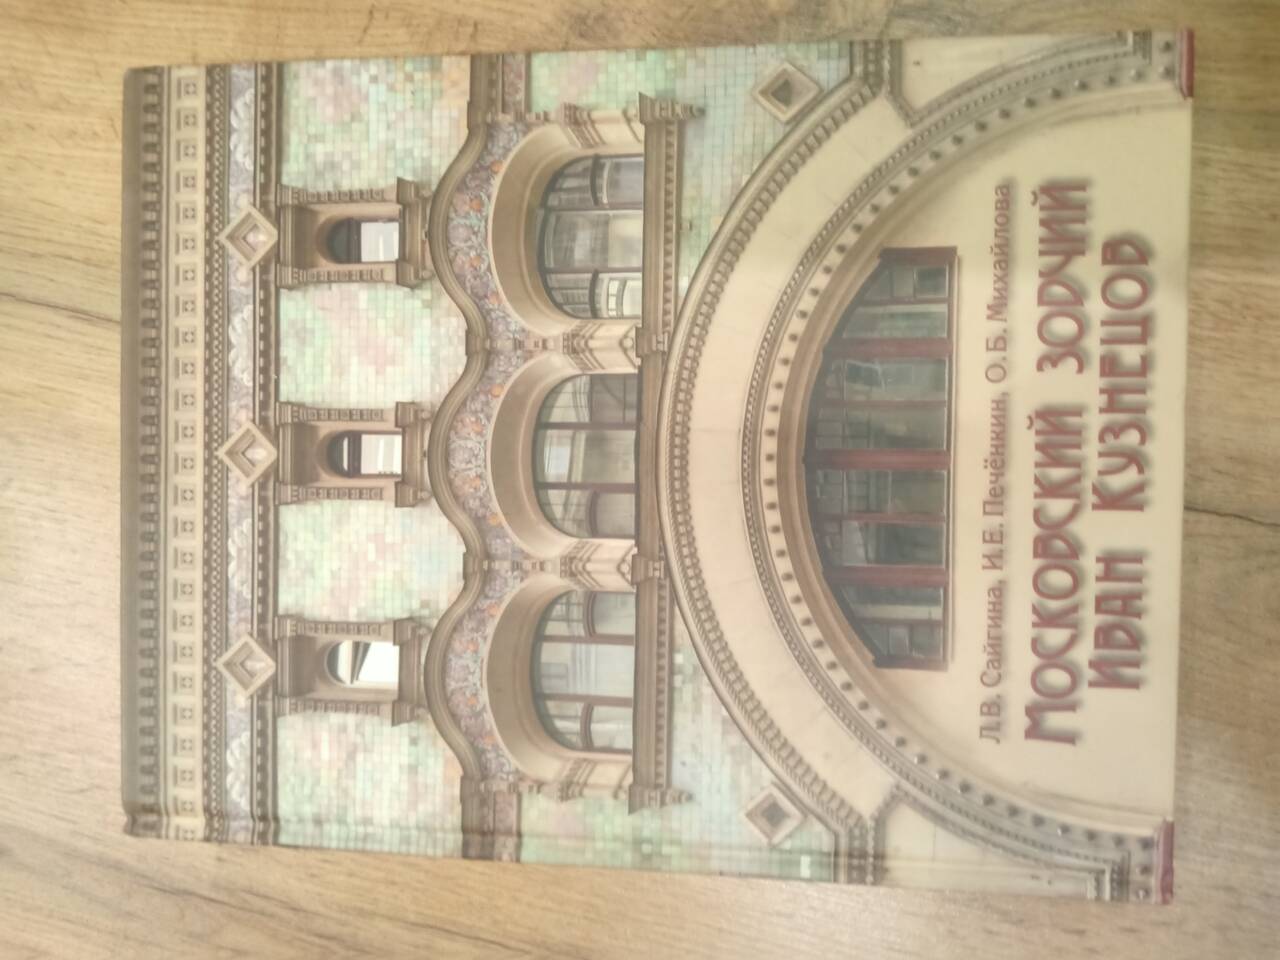 Л.В. Сайгина, И.Е. Печёнкин, О.Б. Михайлова
МОСКОВСКИЙ ЗОДЧИЙ
ИВАН КУЗНЕЦОВ